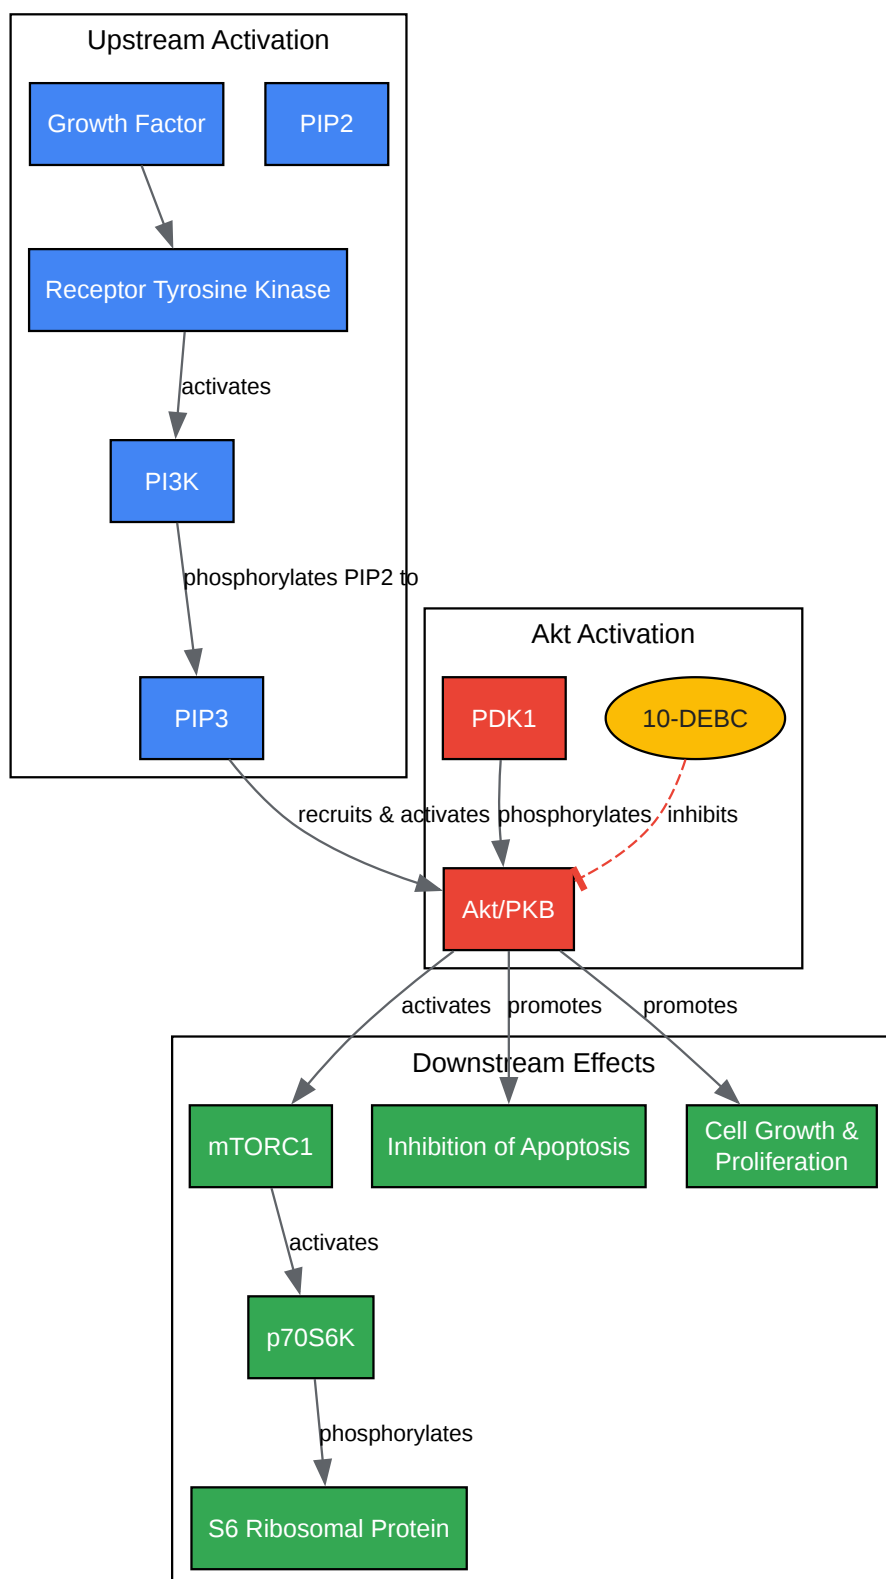 Upstream Activation
Growth Factor
PIP2
Receptor Tyrosine Kinase
activates
PI3K
phosphorylates PIP2 to
Akt Activation
PIP3
PDK1
10-DEBC
recruits & activates
phosphorylates
inhibits
Akt/PKB
activates
promotes
promotes
Downstream Effects
mTORC1
Inhibition of Apoptosis
Cell Growth &
Proliferation
activates
p70S6K
phosphorylates
S6 Ribosomal Protein